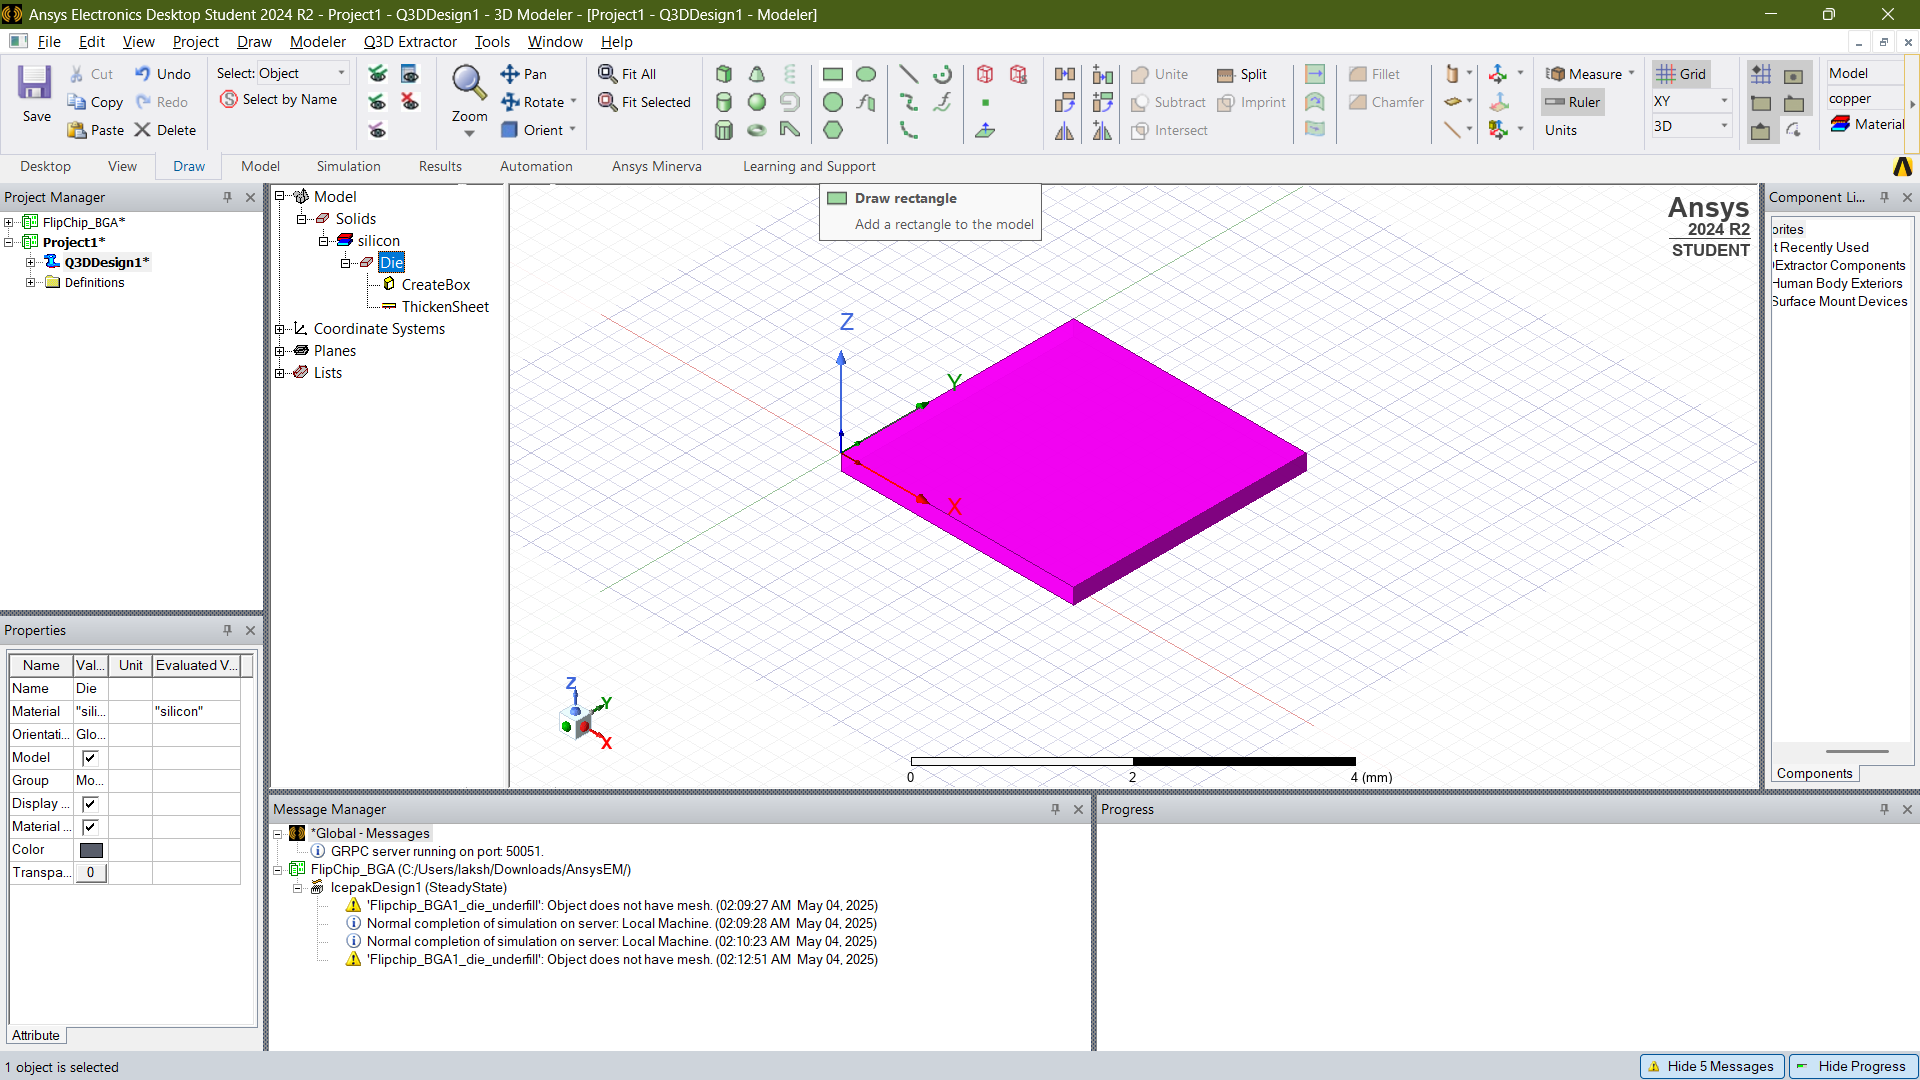 Ansys Electronics Desktop Student 2024 R2 - Project1 - Q3DDesign1 - 3D Modeler - [Project1 - Q3DDesign1 - Modeler]
File Edit View Project Draw Modeler Q3D Extractor Tools Window Help
Save
Cut
Copy
Paste
Undo
Redo
Delete
Select: Object
Select by Name
Zoom
Pan
Rotate
Orient
Fit All
Fit Selected
Unite
Subtract
Intersect
Split
Imprint
Fillet
Chamfer
Measure
Ruler
Units
Grid
XY
3D
Model
copper
Material
Desktop View Draw Model Simulation Results Automation Ansys Minerva Learning and Support
Project Manager
FlipChip_BGA*
Project1*
Q3DDesign1*
Definitions
Model
Solids
silicon
Die
CreateBox
ThickenSheet
Coordinate Systems
Planes
Lists
Draw rectangle
Add a rectangle to the model
Ansys
2024 R2
STUDENT
Z
Y
X
Z
Y
X
0 2 4 (mm)
Component Li...
orites
t Recently Used
Extractor Components
Human Body Exteriors
Surface Mount Devices
Components
Properties
Name Val... Unit Evaluated V...
Name Die
Material "sili... "silicon"
Orientati... Glo...
Model
Group Mo...
Display ...
Material ...
Color
Transpa... 0
Attribute
Message Manager
*Global - Messages
GRPC server running on port: 50051.
FlipChip_BGA (C:/Users/laksh/Downloads/AnsysEM/)
IcepakDesign1 (SteadyState)
'Flipchip_BGA1_die_underfill': Object does not have mesh. (02:09:27 AM May 04, 2025)
Normal completion of simulation on server: Local Machine. (02:09:28 AM May 04, 2025)
Normal completion of simulation on server: Local Machine. (02:10:23 AM May 04, 2025)
'Flipchip_BGA1_die_underfill': Object does not have mesh. (02:12:51 AM May 04, 2025)
Progress
1 object is selected
Hide 5 Messages
Hide Progress